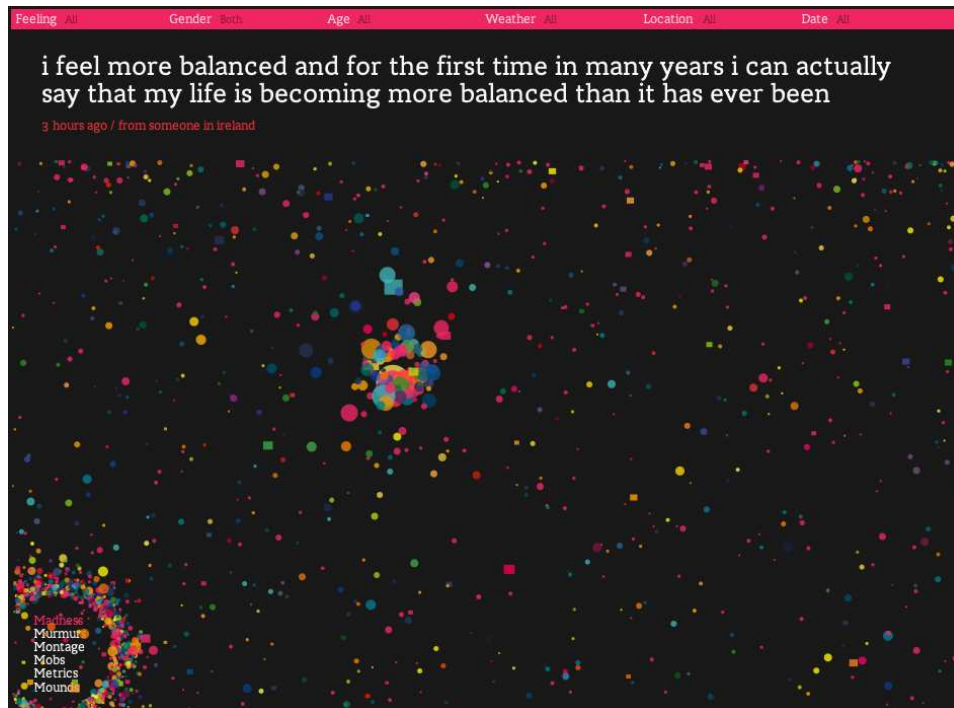 Feeling All Gender Both Age All Weather All Location All Date All
i feel more balanced and for the first time in many years i can actually
say that my life is becoming more balanced than it has ever been
3 hours ago / from someone in ireland
Madness
Murmurs
Montage
Mobs
Metrics
Mounds